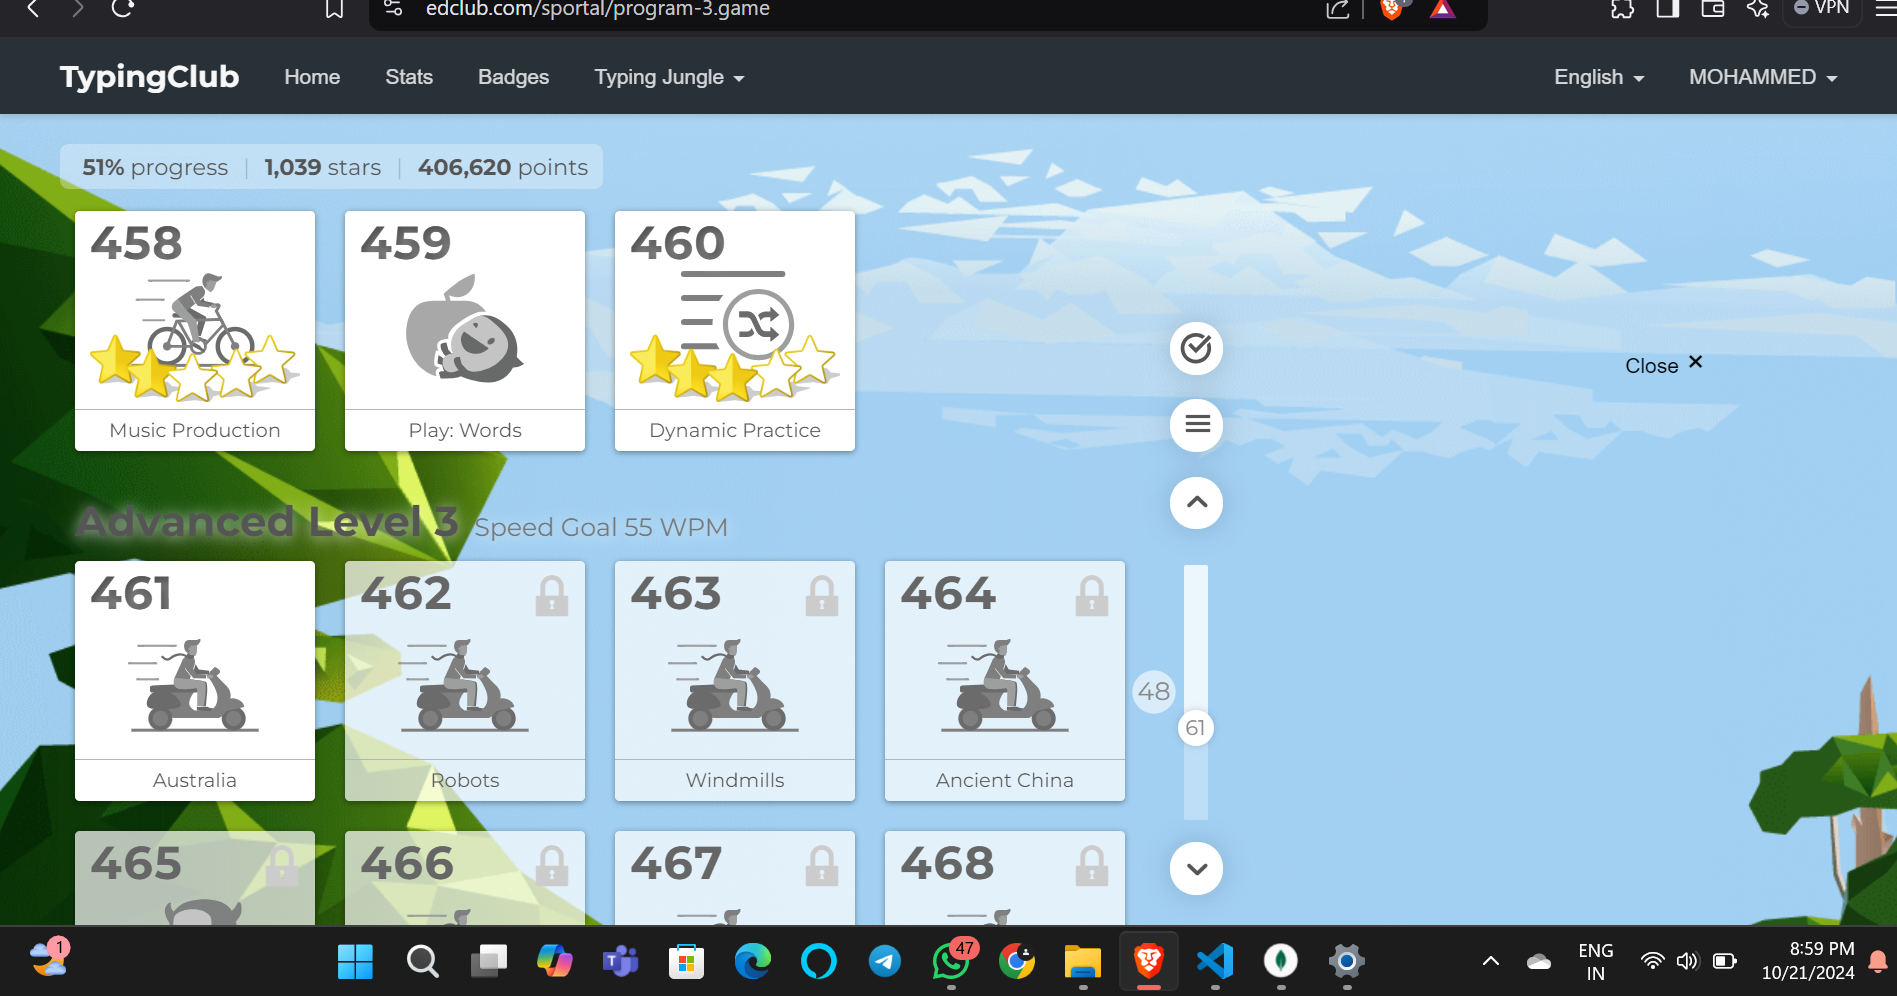 edclub.com/sportal/program-3.game
VPN
TypingClub Home Stats Badges Typing Jungle English MOHAMMED
51% progress | 1,039 stars | 406,620 points
458 459 460
Music Production Play: Words Dynamic Practice
Close ×
Advanced Level 3 Speed Goal 55 WPM
461 462 463 464
48
61
Australia Robots Windmills Ancient China
465 466 467 468
1
47
ENG
IN
8:59 PM
10/21/2024